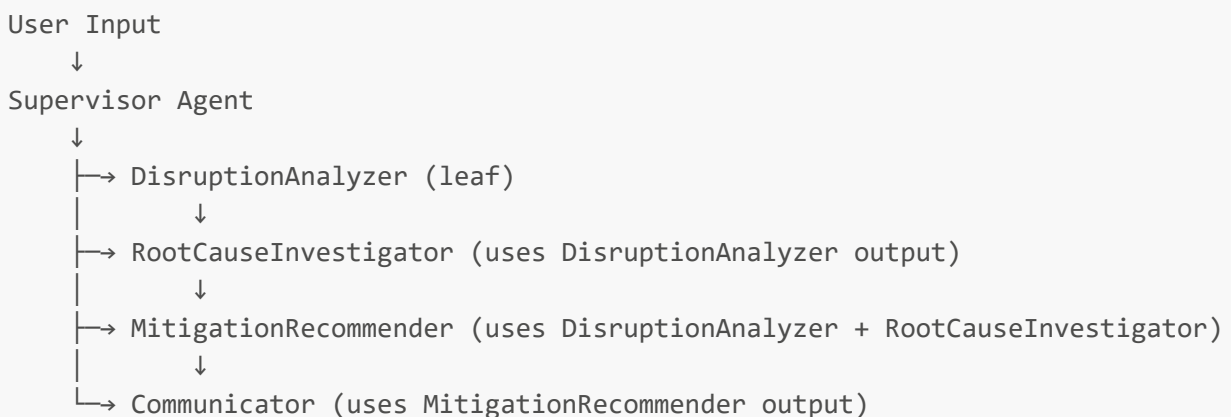 User Input
↓
Supervisor Agent
↓
├─→ DisruptionAnalyzer (leaf)
│        ↓
├─→ RootCauseInvestigator (uses DisruptionAnalyzer output)
│        ↓
├─→ MitigationRecommender (uses DisruptionAnalyzer + RootCauseInvestigator)
│        ↓
└─→ Communicator (uses MitigationRecommender output)